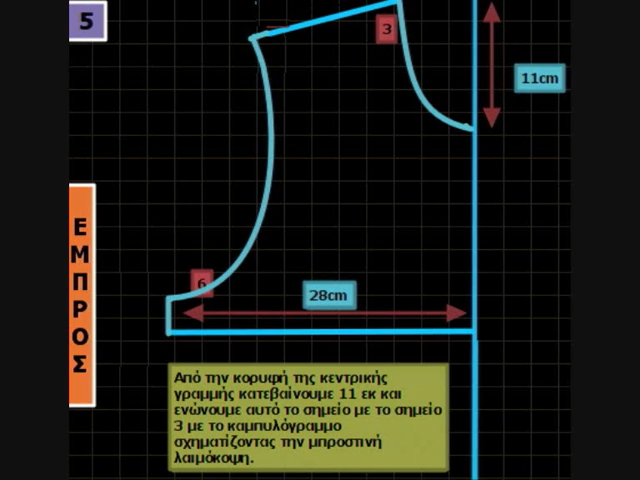 5
3
11cm
ΕΜΠΡΟΣ
6
28cm
Από την κορυφή της κεντρικής
γραμμής κατεβαίνουμε 11 εκ και
ενώνουμε αυτό το σημείο με το σημείο
3 με το καμπυλόγραμμο
σχηματίζοντας την μπροστινή
λαιμόκοψη.